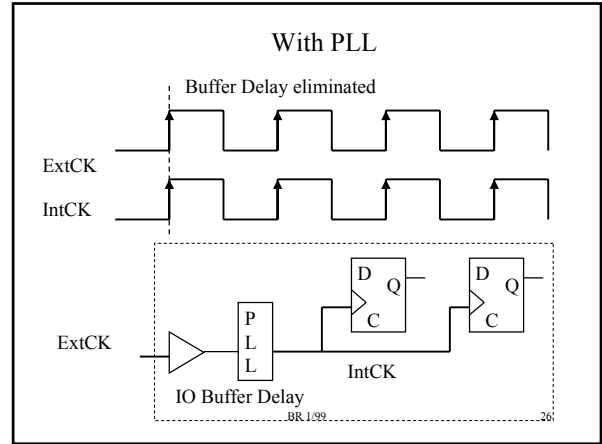 With PLL
Buffer Delay eliminated
ExtCK
IntCK
D
Q
C
D
Q
C
P
L
L
ExtCK
IntCK
IO Buffer Delay
BR 1/99
26